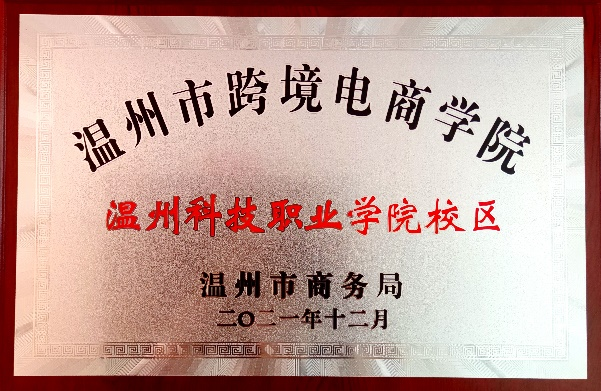 温州市跨境电商学院
温州科技职业学院校区
温州市商务局
二〇二一年十二月